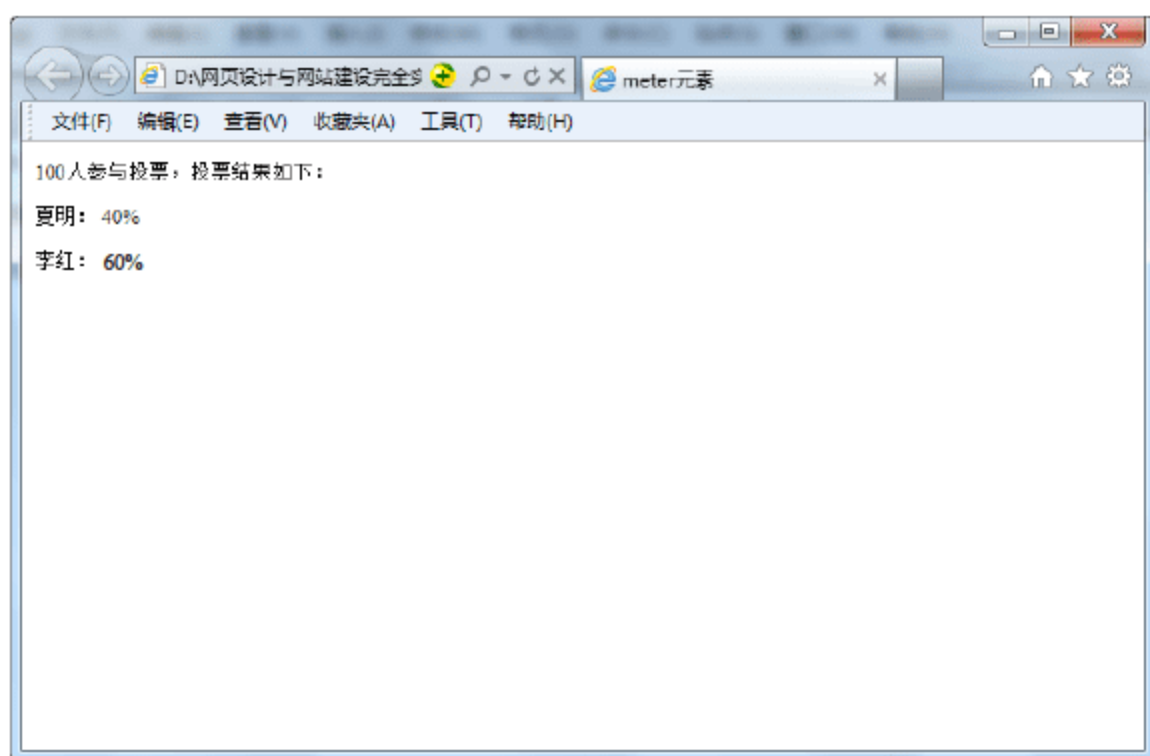 D:\网页设计与网站建设完全
meter元素
文件(F) 编辑(E) 查看(V) 收藏夹(A) 工具(T) 帮助(H)
100人参与投票，投票结果如下：
夏明： 40%
李红： 60%